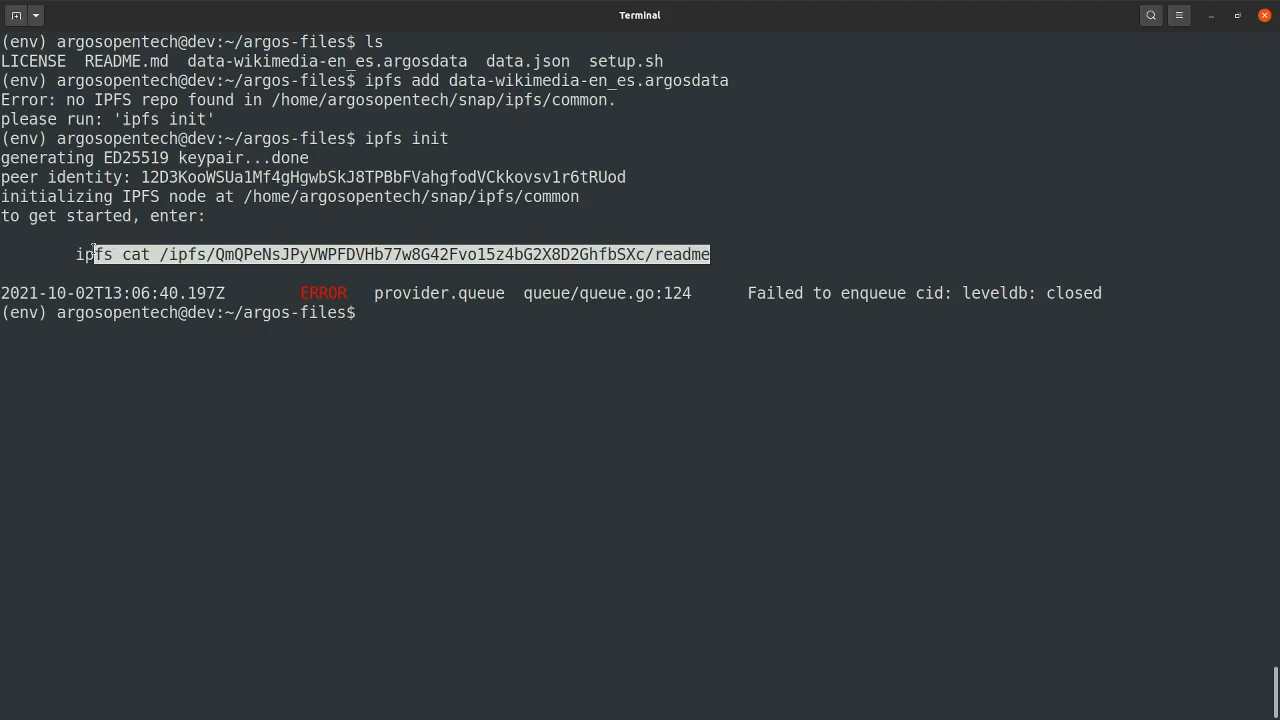 Terminal
(env) argosopentech@dev:~/argos-files$ ls
LICENSE  README.md  data-wikimedia-en_es.argosdata  data.json  setup.sh
(env) argosopentech@dev:~/argos-files$ ipfs add data-wikimedia-en_es.argosdata
Error: no IPFS repo found in /home/argosopentech/snap/ipfs/common.
please run: 'ipfs init'
(env) argosopentech@dev:~/argos-files$ ipfs init
generating ED25519 keypair...done
peer identity: 12D3KooWSUa1Mf4gHgwbSkJ8TPBbFVahgfodVCkkovsv1r6tRUod
initializing IPFS node at /home/argosopentech/snap/ipfs/common
to get started, enter:
ipfs cat /ipfs/QmQPeNsJPyVWPFDVHb77w8G42Fvo15z4bG2X8D2GhfbSXc/readme
2021-10-02T13:06:40.197Z        ERROR   provider.queue  queue/queue.go:124      Failed to enqueue cid: leveldb: closed
(env) argosopentech@dev:~/argos-files$